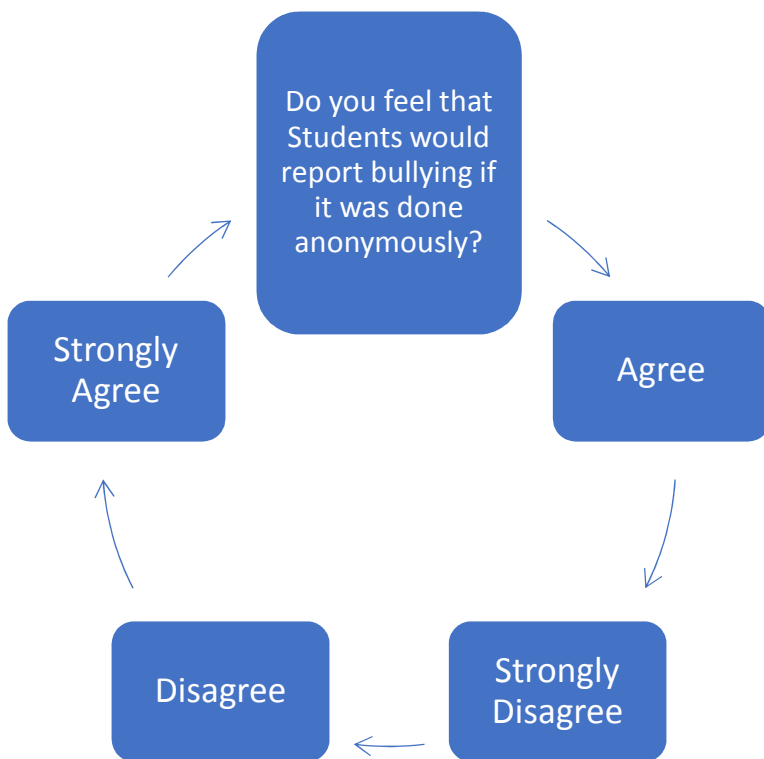 Do you feel that
Students would
report bullying if
it was done
anonymously?
Strongly
Agree
Agree
Disagree
Strongly
Disagree